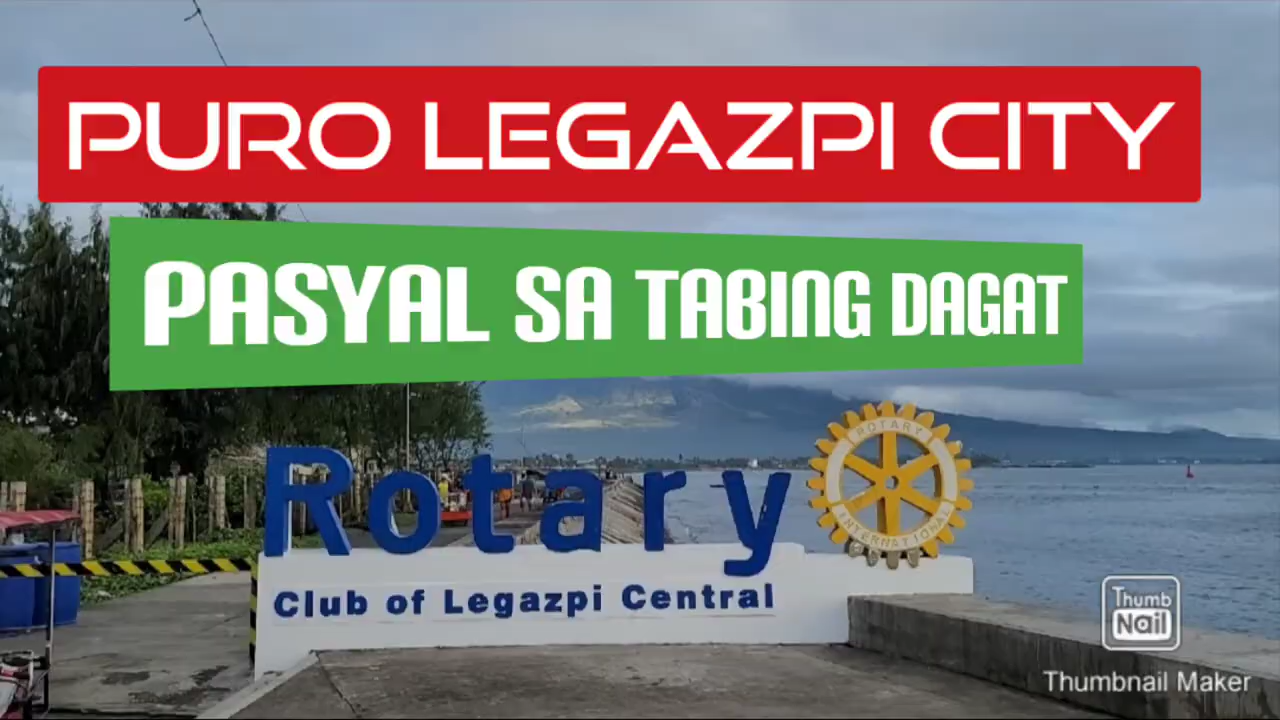 PURO LEGAZPI CITY
PASYAL SA TABING DAGAT
Rotary
ROTARY
INTERNATIONAL
Club of Legazpi Central
Thumb
Nail
Thumbnail Maker